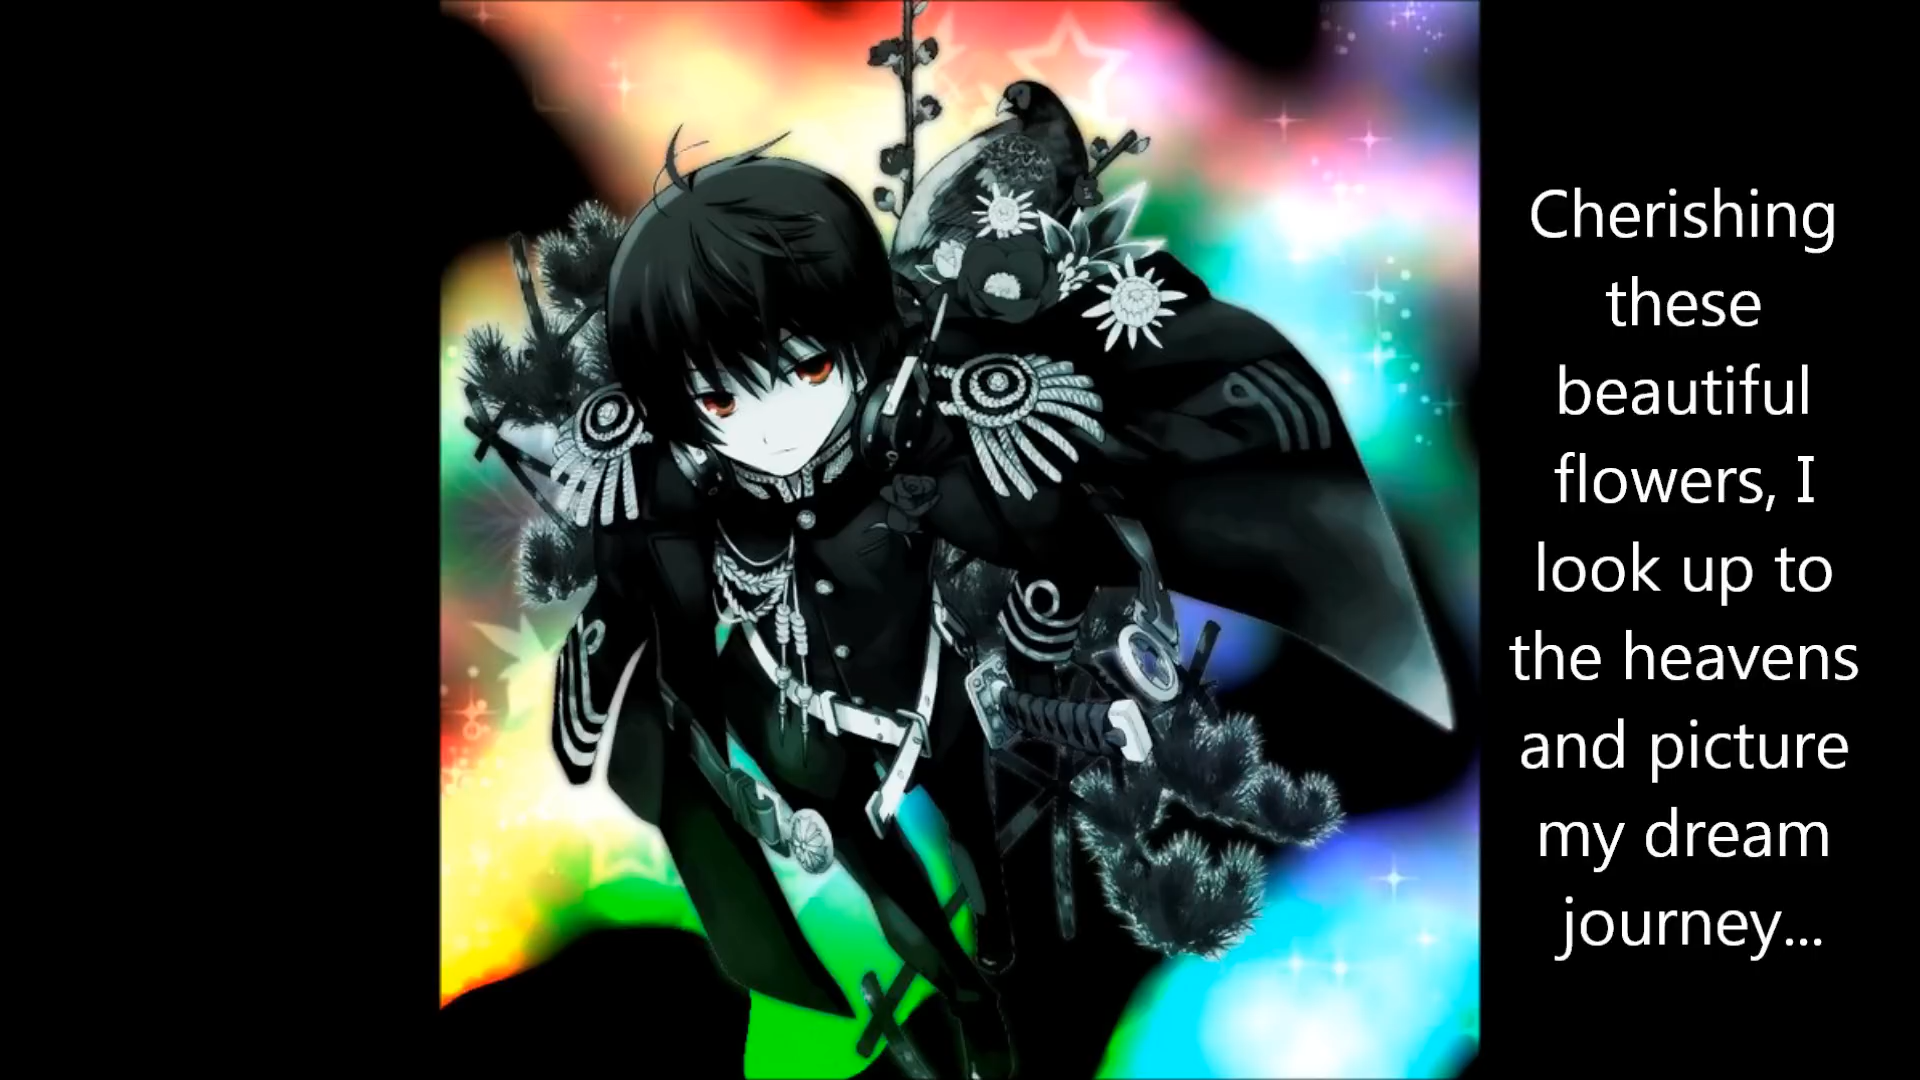 Cherishing
these
beautiful
flowers, I
look up to
the heavens
and picture
my dream
journey...